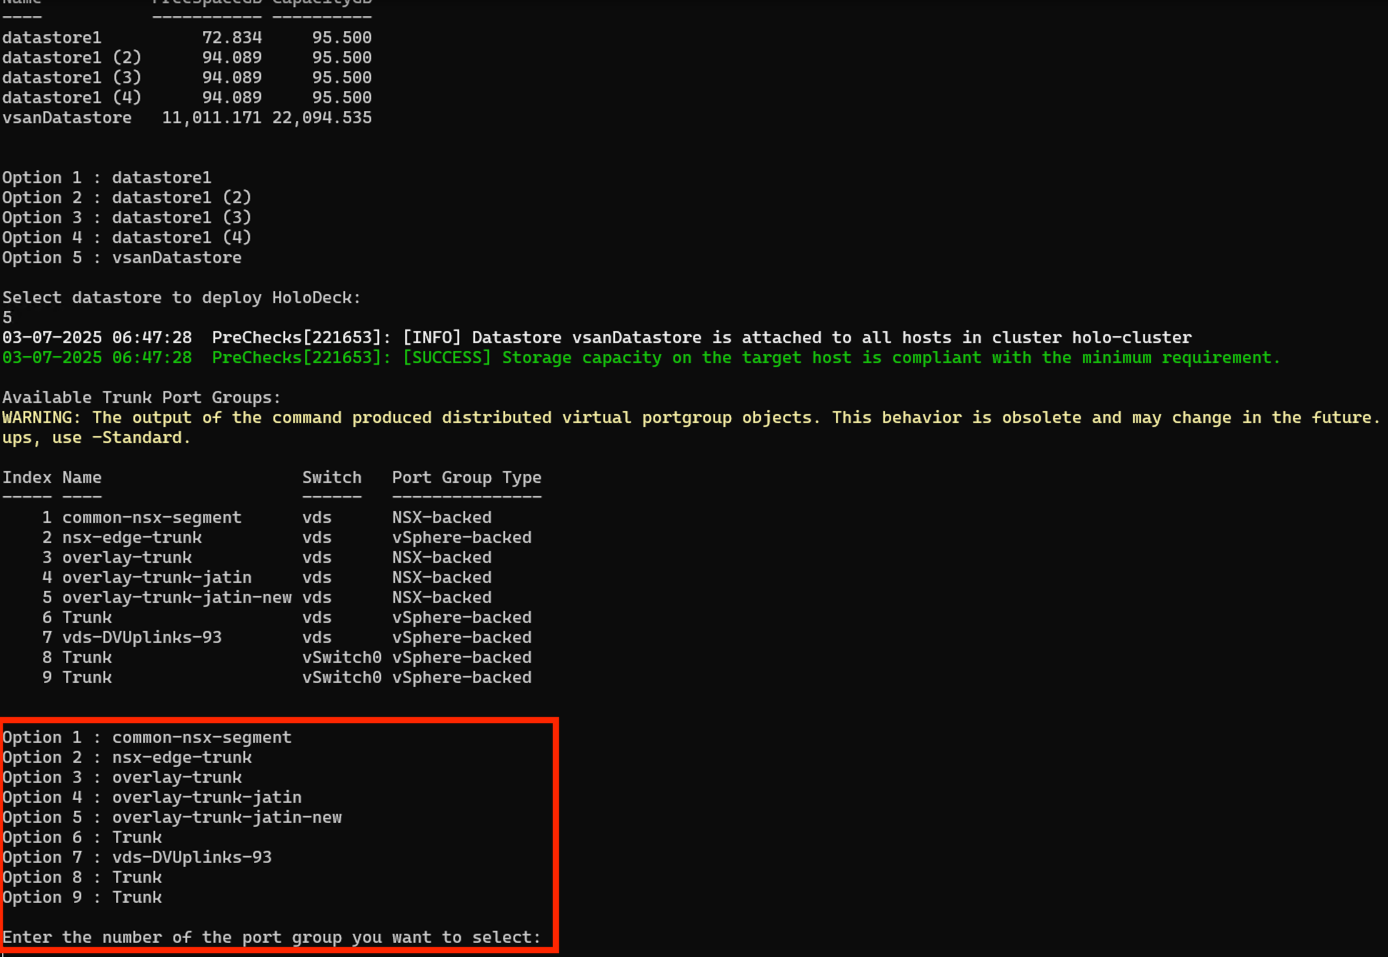 Name           FreeSpaceGB CapacityGB
----           ----------- ----------
datastore1          72.834     95.500
datastore1 (2)      94.089     95.500
datastore1 (3)      94.089     95.500
datastore1 (4)      94.089     95.500
vsanDatastore   11,011.171 22,094.535
Option 1 : datastore1
Option 2 : datastore1 (2)
Option 3 : datastore1 (3)
Option 4 : datastore1 (4)
Option 5 : vsanDatastore
Select datastore to deploy HoloDeck:
5
03-07-2025 06:47:28  PreChecks[221653]: [INFO] Datastore vsanDatastore is attached to all hosts in cluster holo-cluster
03-07-2025 06:47:28  PreChecks[221653]: [SUCCESS] Storage capacity on the target host is compliant with the minimum requirement.
Available Trunk Port Groups:
WARNING: The output of the command produced distributed virtual portgroup objects. This behavior is obsolete and may change in the future.
ups, use -Standard.
Index Name                    Switch   Port Group Type
----- ----                    ------   ---------------
    1 common-nsx-segment      vds      NSX-backed
    2 nsx-edge-trunk          vds      vSphere-backed
    3 overlay-trunk           vds      NSX-backed
    4 overlay-trunk-jatin     vds      NSX-backed
    5 overlay-trunk-jatin-new vds      NSX-backed
    6 Trunk                   vds      vSphere-backed
    7 vds-DVUplinks-93        vds      vSphere-backed
    8 Trunk                   vSwitch0 vSphere-backed
    9 Trunk                   vSwitch0 vSphere-backed
Option 1 : common-nsx-segment
Option 2 : nsx-edge-trunk
Option 3 : overlay-trunk
Option 4 : overlay-trunk-jatin
Option 5 : overlay-trunk-jatin-new
Option 6 : Trunk
Option 7 : vds-DVUplinks-93
Option 8 : Trunk
Option 9 : Trunk
Enter the number of the port group you want to select: